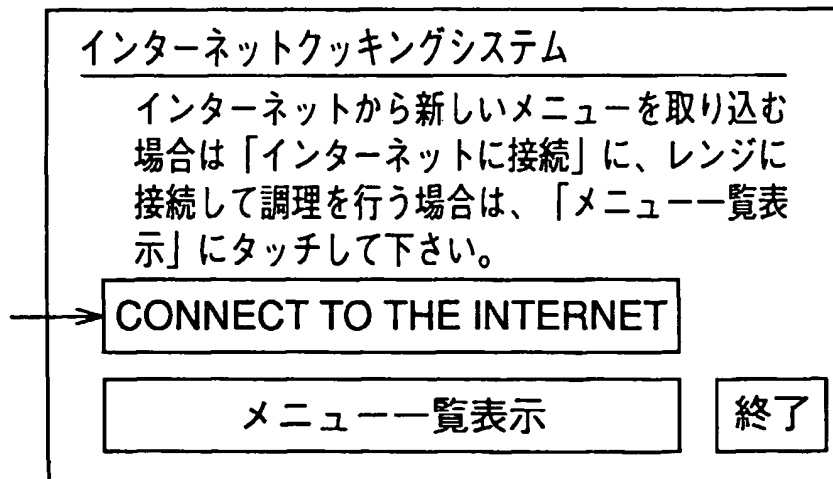 インターネットクッキングシステム
インターネットから新しいメニューを取り込む
場合は「インターネットに接続」に、レンジに
接続して調理を行う場合は、「メニュー一覧表
示」にタッチして下さい。
CONNECT TO THE INTERNET
メニュー一覧表示 終了